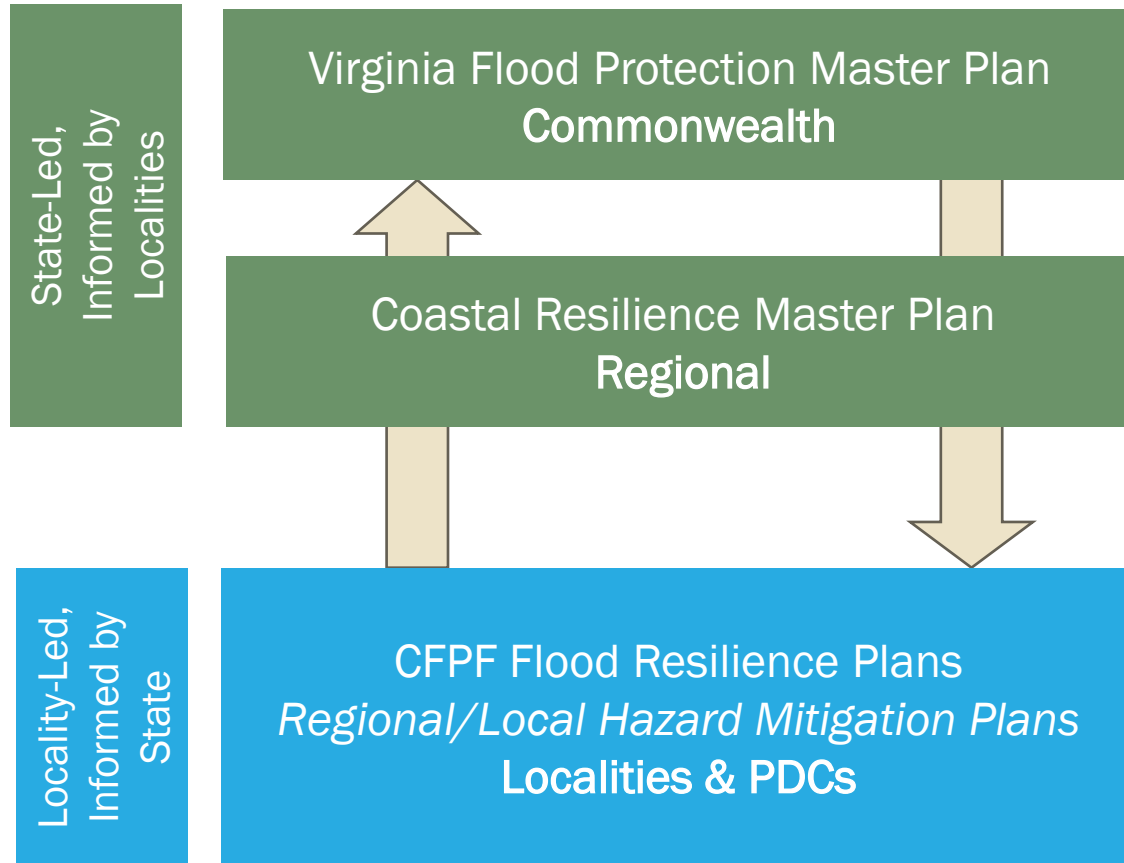 State-Led,
Informed by
Localities
Virginia Flood Protection Master Plan
Commonwealth
Coastal Resilience Master Plan
Regional
Locality-Led,
Informed by
State
CFPF Flood Resilience Plans
Regional/Local Hazard Mitigation Plans
Localities & PDCs